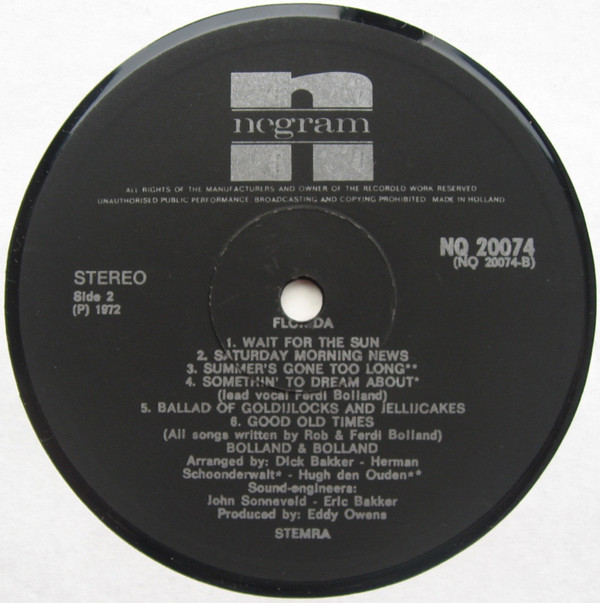 negram
ALL RIGHTS OF THE MANUFACTURERS AND OWNER OF THE RECORDED WORK RESERVED
UNAUTHORISED PUBLIC PERFORMANCE BROADCASTING AND COPYING PROHIBITED MADE IN HOLLAND
NQ 20074
(NQ 20074-B)
STEREO
Side 2
(P) 1972
FLORIDA
1. WAIT FOR THE SUN
2. SATURDAY MORNING NEWS
3. SUMMER'S GONE TOO LONG**
4. SOMETHIN' TO DREAM ABOUT*
(lead vocal Ferdi Bolland)
5. BALLAD OF GOLDIJLOCKS AND JELLIJCAKES
6. GOOD OLD TIMES
(All songs written by Rob & Ferdi Bolland)
BOLLAND & BOLLAND
Arranged by: Dick Bakker - Herman
Schoonderwalt* - Hugh den Ouden**
Sound-engineers:
John Sonneveld - Eric Bakker
Produced by: Eddy Owens
STEMRA